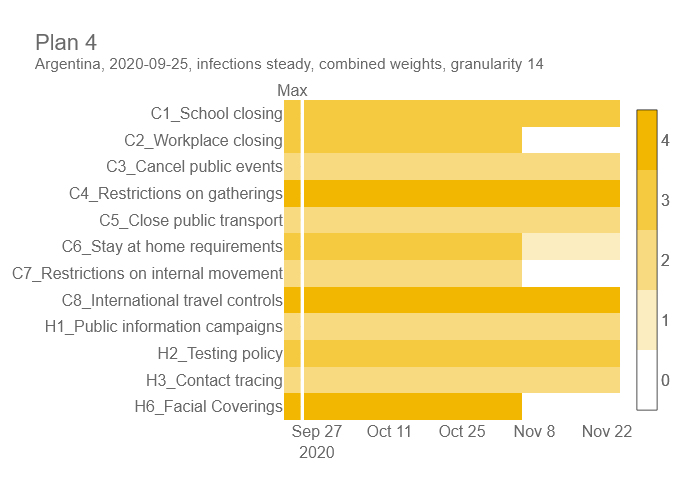 Plan 4
Argentina, 2020-09-25, infections steady, combined weights, granularity 14
Max
C1_School closing
C2_Workplace closing
C3_Cancel public events
C4_Restrictions on gatherings
C5_Close public transport
C6_Stay at home requirements
C7_Restrictions on internal movement
C8_International travel controls
H1_Public information campaigns
H2_Testing policy
H3_Contact tracing
H6_Facial Coverings
4
3
2
1
0
Sep 27 Oct 11 Oct 25 Nov 8 Nov 22
2020